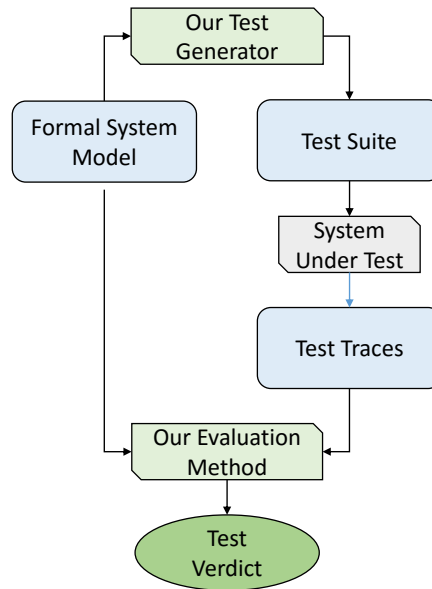 Our Test
Generator
Formal System
Model
Test Suite
System
Under Test
Test Traces
Our Evaluation
Method
Test
Verdict